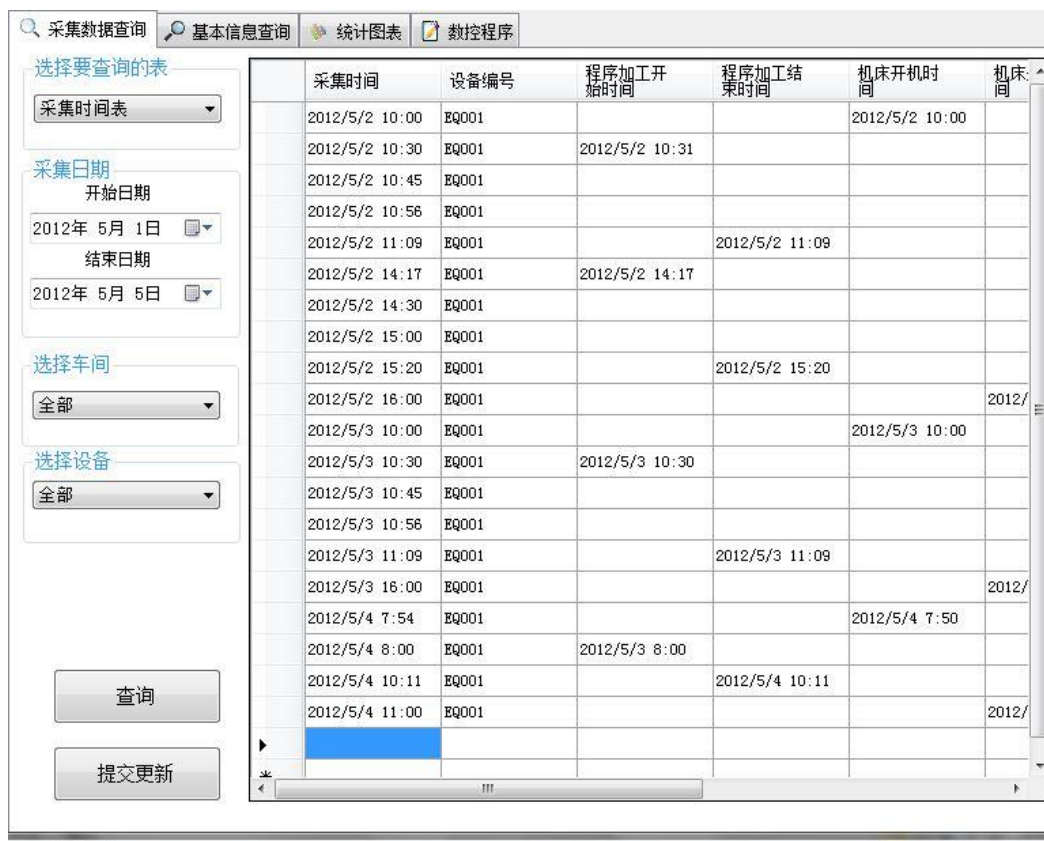 采集数据查询 基本信息查询 统计图表 数控程序
选择要查询的表
采集时间表
采集日期
开始日期
2012年 5月 1日
结束日期
2012年 5月 5日
选择车间
全部
选择设备
全部
查询
提交更新
采集时间 设备编号 程序加工开始时间 程序加工结束时间 机床开机时间 机床 间
2012/5/2 10:00 EQ001 2012/5/2 10:00
2012/5/2 10:30 EQ001 2012/5/2 10:31
2012/5/2 10:45 EQ001
2012/5/2 10:56 EQ001
2012/5/2 11:09 EQ001 2012/5/2 11:09
2012/5/2 14:17 EQ001 2012/5/2 14:17
2012/5/2 14:30 EQ001
2012/5/2 15:00 EQ001
2012/5/2 15:20 EQ001 2012/5/2 15:20
2012/5/2 16:00 EQ001 2012/
2012/5/3 10:00 EQ001 2012/5/3 10:00
2012/5/3 10:30 EQ001 2012/5/3 10:30
2012/5/3 10:45 EQ001
2012/5/3 10:56 EQ001
2012/5/3 11:09 EQ001 2012/5/3 11:09
2012/5/3 16:00 EQ001 2012/
2012/5/4 7:54 EQ001 2012/5/4 7:50
2012/5/4 8:00 EQ001 2012/5/3 8:00
2012/5/4 10:11 EQ001 2012/5/4 10:11
2012/5/4 11:00 EQ001 2012/